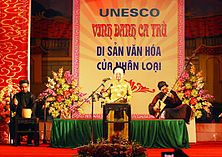 UNESCO
VINH DANH CA TRÙ
DI SẢN VĂN HÓA
CỦA NHÂN LOẠI